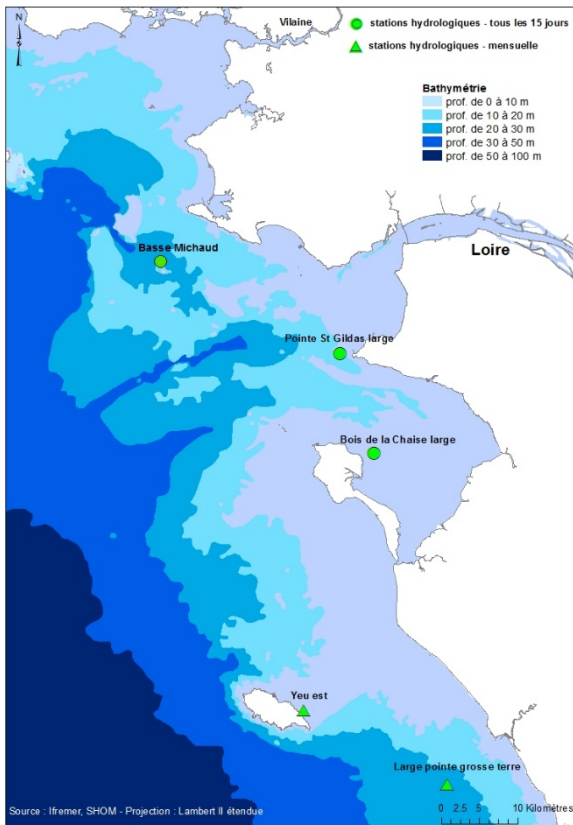 Vilaine
stations hydrologiques - tous les 15 jours
stations hydrologiques - mensuelle
N
Bathymétrie
prof. de 0 à 10 m
prof. de 10 à 20 m
prof. de 20 à 30 m
prof. de 30 à 50 m
prof. de 50 à 100 m
Basse Michaud
Loire
Pointe St Gildas large
Bois de la Chaise large
Yeu est
Large pointe grosse terre
0 2.5 5 10 Kilomètres
Source : Ifremer, SHOM - Projection : Lambert II étendue